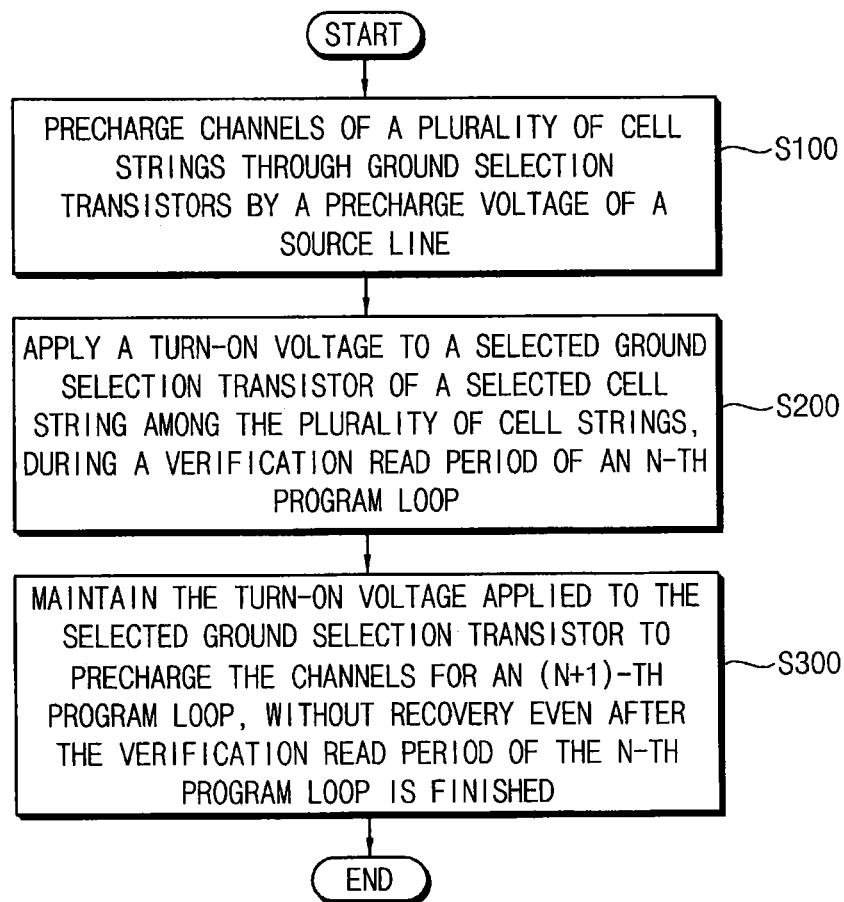 START
PRECHARGE CHANNELS OF A PLURALITY OF CELL
STRINGS THROUGH GROUND SELECTION
TRANSISTORS BY A PRECHARGE VOLTAGE OF A
SOURCE LINE
S100
APPLY A TURN-ON VOLTAGE TO A SELECTED GROUND
SELECTION TRANSISTOR OF A SELECTED CELL
STRING AMONG THE PLURALITY OF CELL STRINGS,
DURING A VERIFICATION READ PERIOD OF AN N-TH
PROGRAM LOOP
S200
MAINTAIN THE TURN-ON VOLTAGE APPLIED TO THE
SELECTED GROUND SELECTION TRANSISTOR TO
PRECHARGE THE CHANNELS FOR AN (N+1)-TH
PROGRAM LOOP, WITHOUT RECOVERY EVEN AFTER
THE VERIFICATION READ PERIOD OF THE N-TH
PROGRAM LOOP IS FINISHED
S300
END